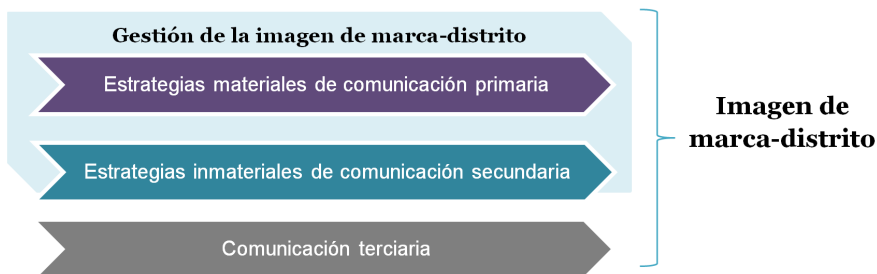 Gestión de la imagen de marca-distrito
Estrategias materiales de comunicación primaria
Estrategias inmateriales de comunicación secundaria
Comunicación terciaria
Imagen de
marca-distrito